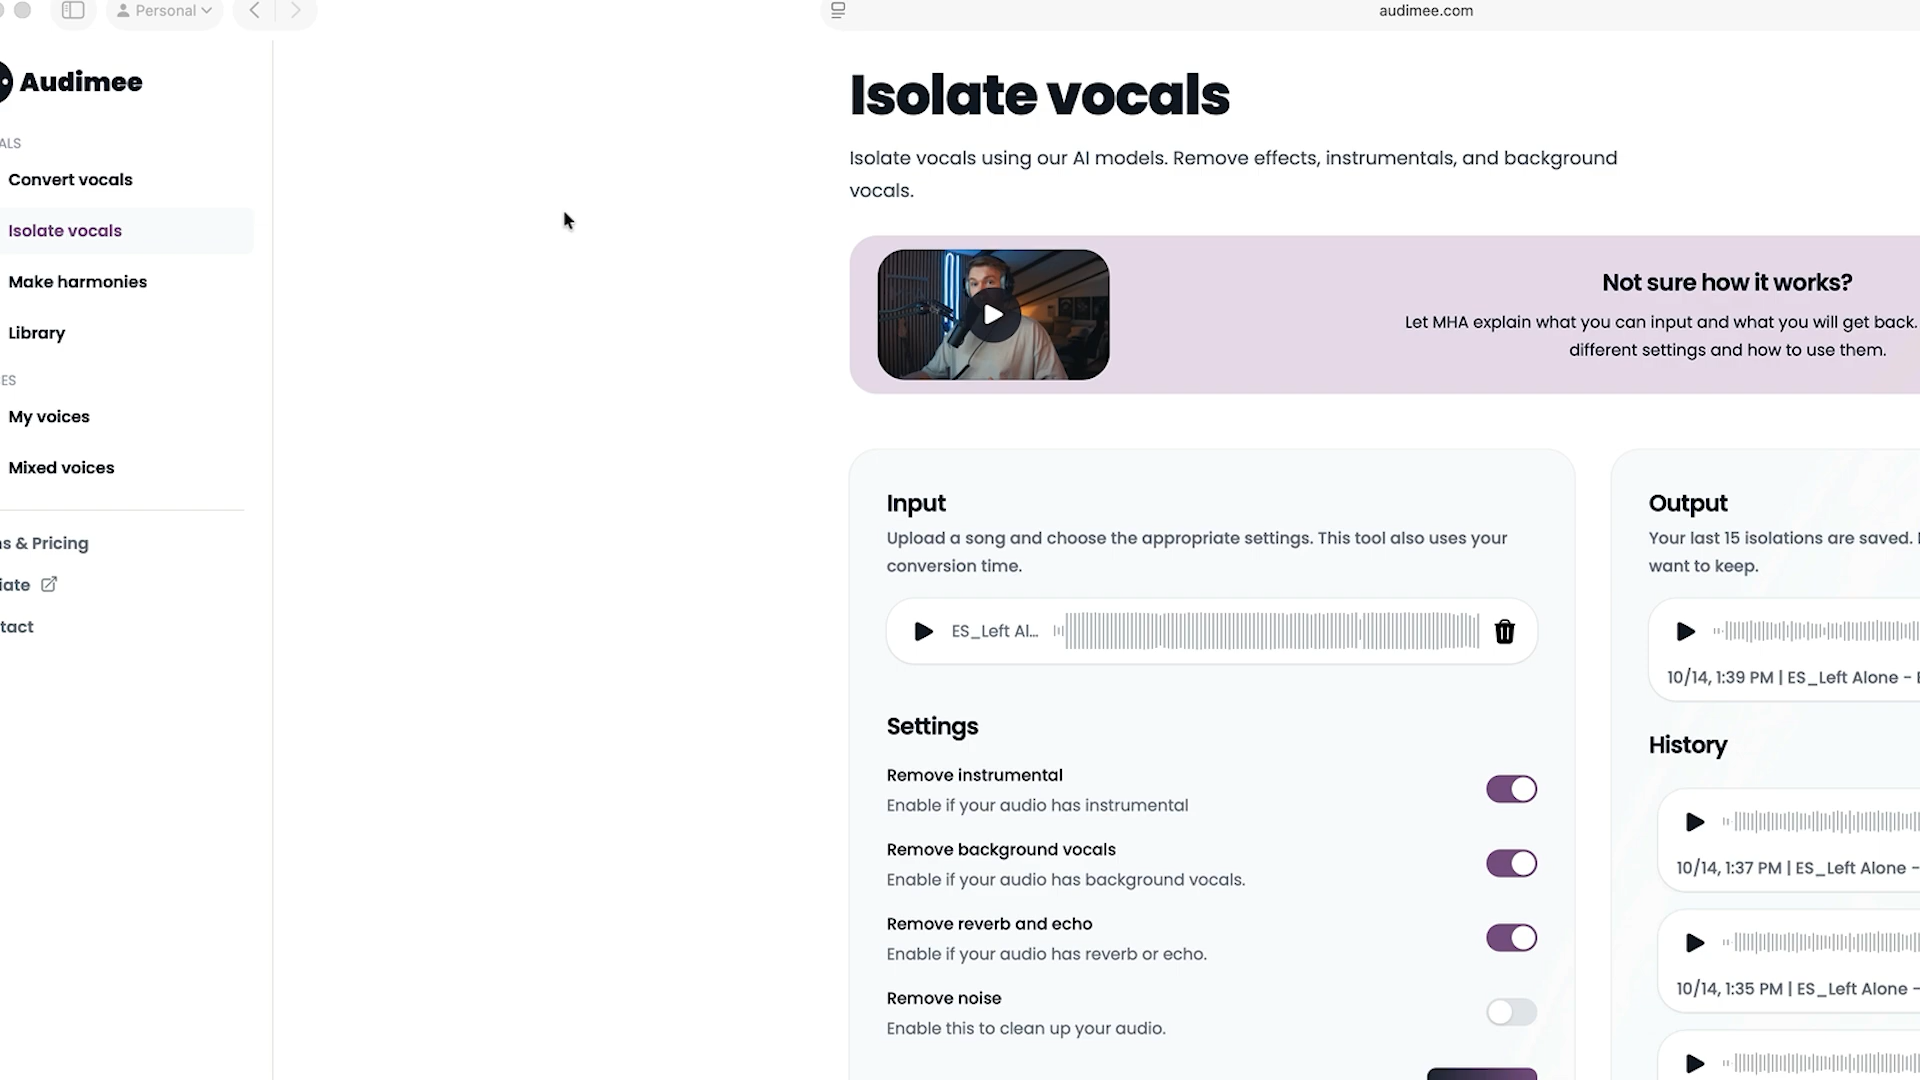 Personal
audimee.com
Audimee
ALS
Convert vocals
Isolate vocals
Make harmonies
Library
ES
My voices
Mixed voices
s & Pricing
iate
tact
Isolate vocals
Isolate vocals using our AI models. Remove effects, instrumentals, and background
vocals.
Not sure how it works?
Let MHA explain what you can input and what you will get back.
different settings and how to use them.
Input
Upload a song and choose the appropriate settings. This tool also uses your
conversion time.
ES_Left Al...
Settings
Remove instrumental
Enable if your audio has instrumental
Remove background vocals
Enable if your audio has background vocals.
Remove reverb and echo
Enable if your audio has reverb or echo.
Remove noise
Enable this to clean up your audio.
Output
Your last 15 isolations are saved.
want to keep.
10/14, 1:39 PM | ES_Left Alone -
History
10/14, 1:37 PM | ES_Left Alone -
10/14, 1:35 PM | ES_Left Alone -